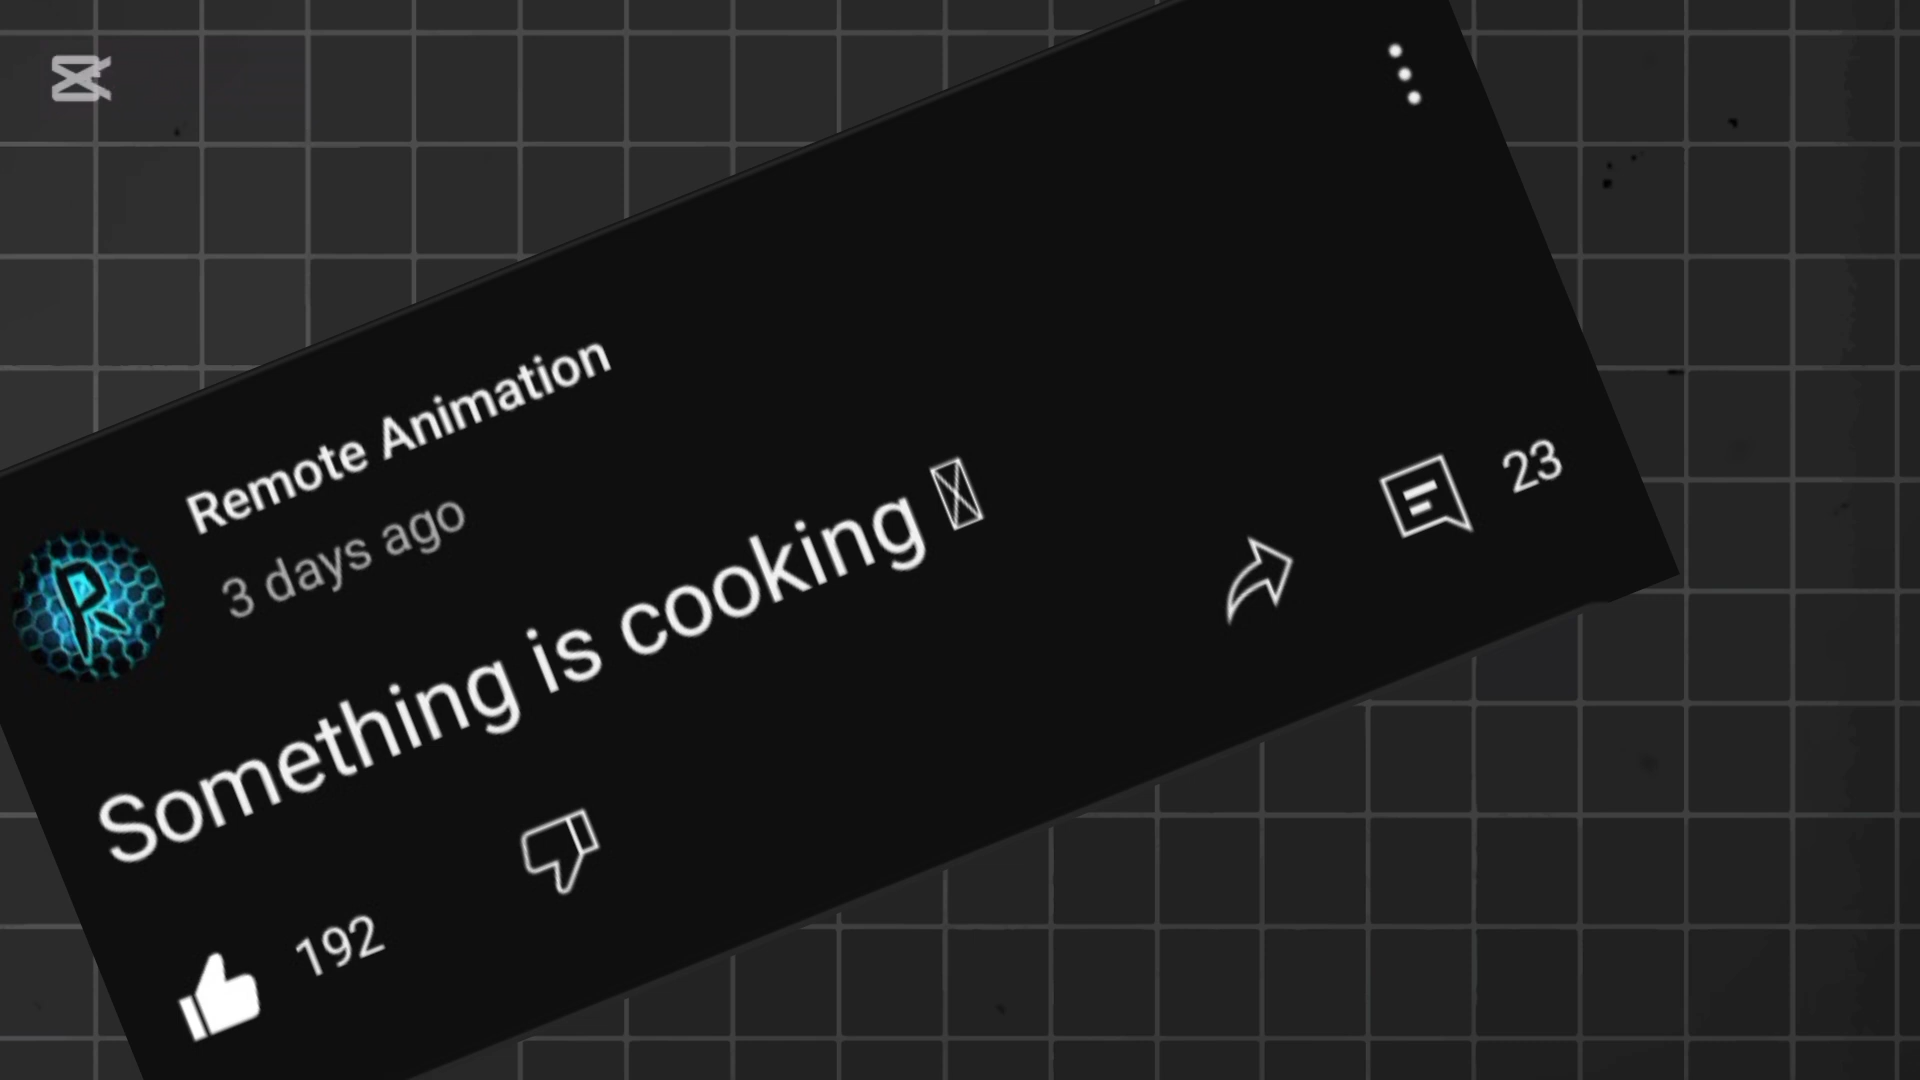 Remote Animation
3 days ago
Something is cooking
192
23